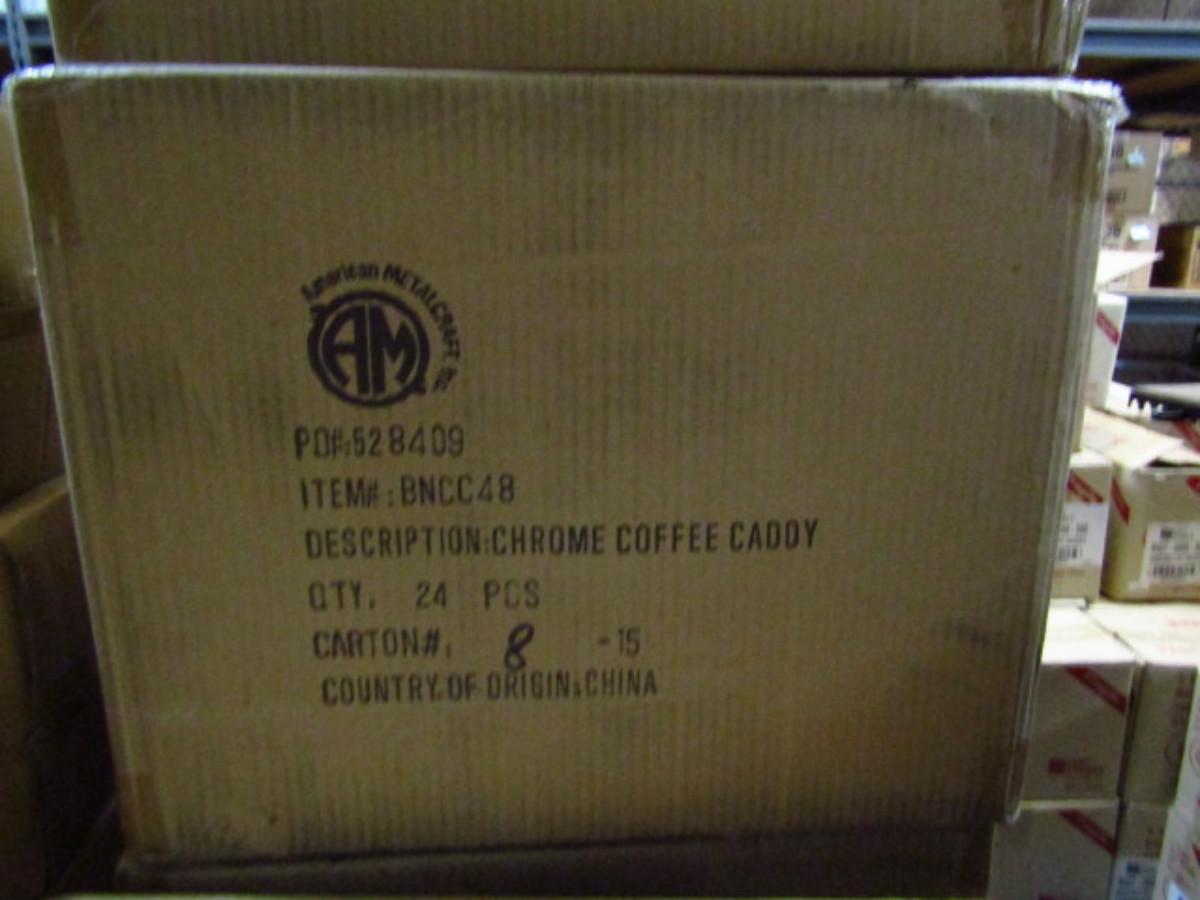 American METALCRAFT, Inc.
AM
PO#:528409
ITEM#:BNCC48
DESCRIPTION:CHROME COFFEE CADDY
QTY. 24 PCS
CARTON#: 8 -15
COUNTRY OF ORIGIN:CHINA